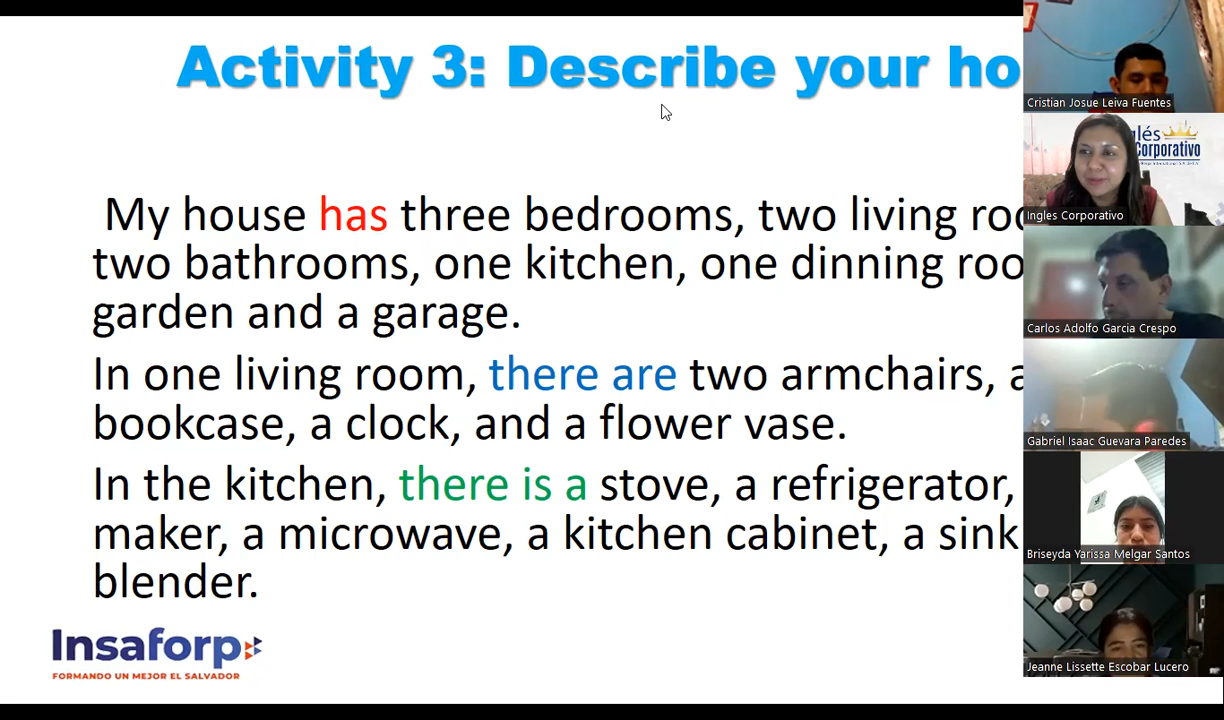 Activity 3: Describe your ho
My house has three bedrooms, two living roo
two bathrooms, one kitchen, one dinning roo
garden and a garage.
In one living room, there are two armchairs, a
bookcase, a clock, and a flower vase.
In the kitchen, there is a stove, a refrigerator,
maker, a microwave, a kitchen cabinet, a sink
blender.
Insaforp
FORMANDO UN MEJOR EL SALVADOR
Cristian Josue Leiva Fuentes
glés
Corporativo
Ingles Corporativo
Carlos Adolfo Garcia Crespo
Gabriel Isaac Guevara Paredes
Briseyda Yarissa Melgar Santos
Jeanne Lissette Escobar Lucero